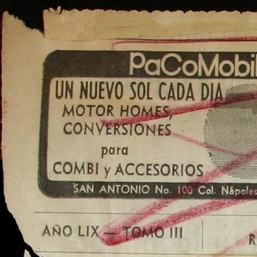 PaCoMobil
UN NUEVO SOL CADA DIA
MOTOR HOMES,
CONVERSIONES
para
COMBI y ACCESORIOS
SAN ANTONIO No. 100 Col. Nápoles
AÑO LIX — TOMO III
R